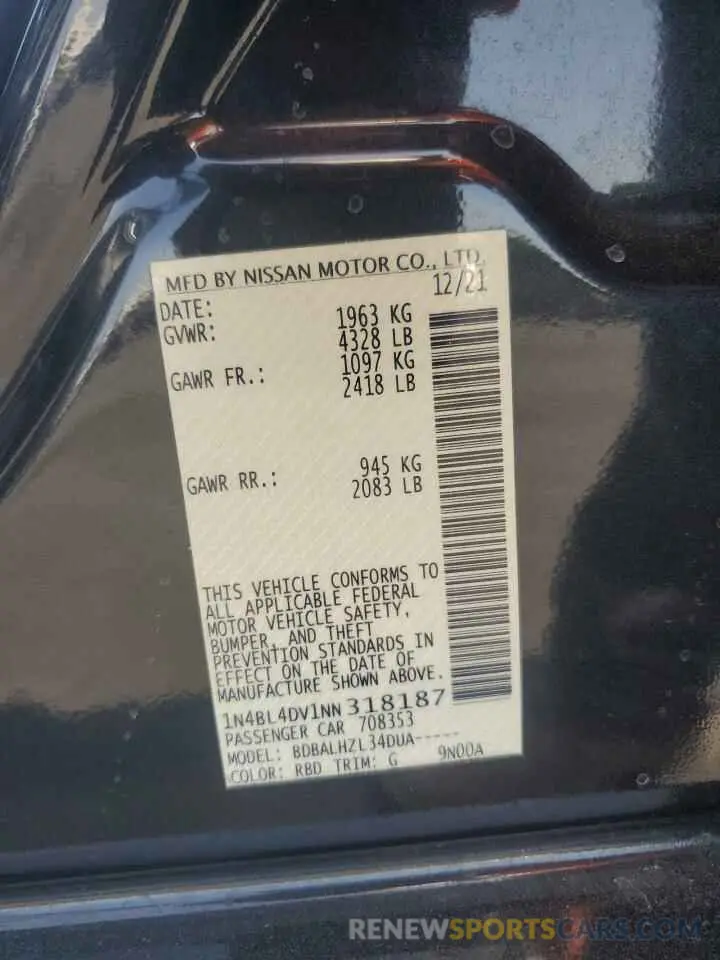 MFD BY NISSAN MOTOR CO., LTD.
DATE: 12/21
GVWR: 1963 KG
4328 LB
GAWR FR.: 1097 KG
2418 LB
GAWR RR.: 945 KG
2083 LB
THIS VEHICLE CONFORMS TO
ALL APPLICABLE FEDERAL
MOTOR VEHICLE SAFETY,
BUMPER, AND THEFT
PREVENTION STANDARDS IN
EFFECT ON THE DATE OF
MANUFACTURE SHOWN ABOVE.
1N4BL4DV1NN318187
PASSENGER CAR 708353
MODEL: BDBALHZL34DUA-----
COLOR: RBD TRIM: G 9N00A
RENEWSPORTSCARS.COM